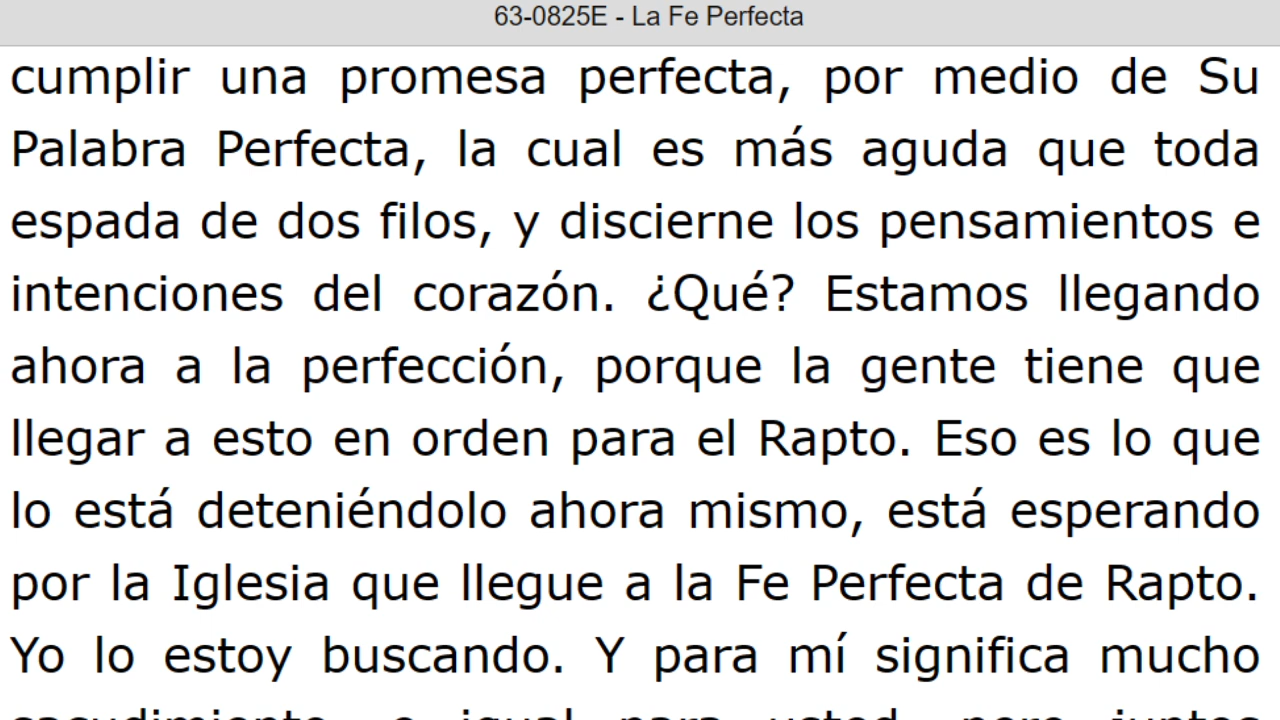 63-0825E - La Fe Perfecta
cumplir una promesa perfecta, por medio de Su
Palabra Perfecta, la cual es más aguda que toda
espada de dos filos, y discierne los pensamientos e
intenciones del corazón. ¿Qué? Estamos llegando
ahora a la perfección, porque la gente tiene que
llegar a esto en orden para el Rapto. Eso es lo que
lo está deteniéndolo ahora mismo, está esperando
por la Iglesia que llegue a la Fe Perfecta de Rapto.
Yo lo estoy buscando. Y para mí significa mucho